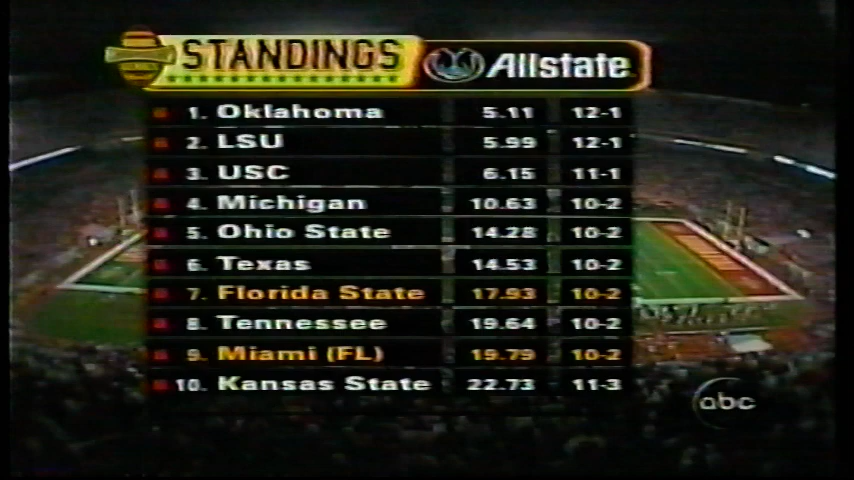 STANDINGS Allstate
1. Oklahoma 5.11 12-1
2. LSU 5.99 12-1
3. USC 6.15 11-1
4. Michigan 10.63 10-2
5. Ohio State 14.28 10-2
6. Texas 14.53 10-2
7. Florida State 17.93 10-2
8. Tennessee 19.64 10-2
9. Miami (FL) 19.79 10-2
10. Kansas State 22.73 11-3
abc